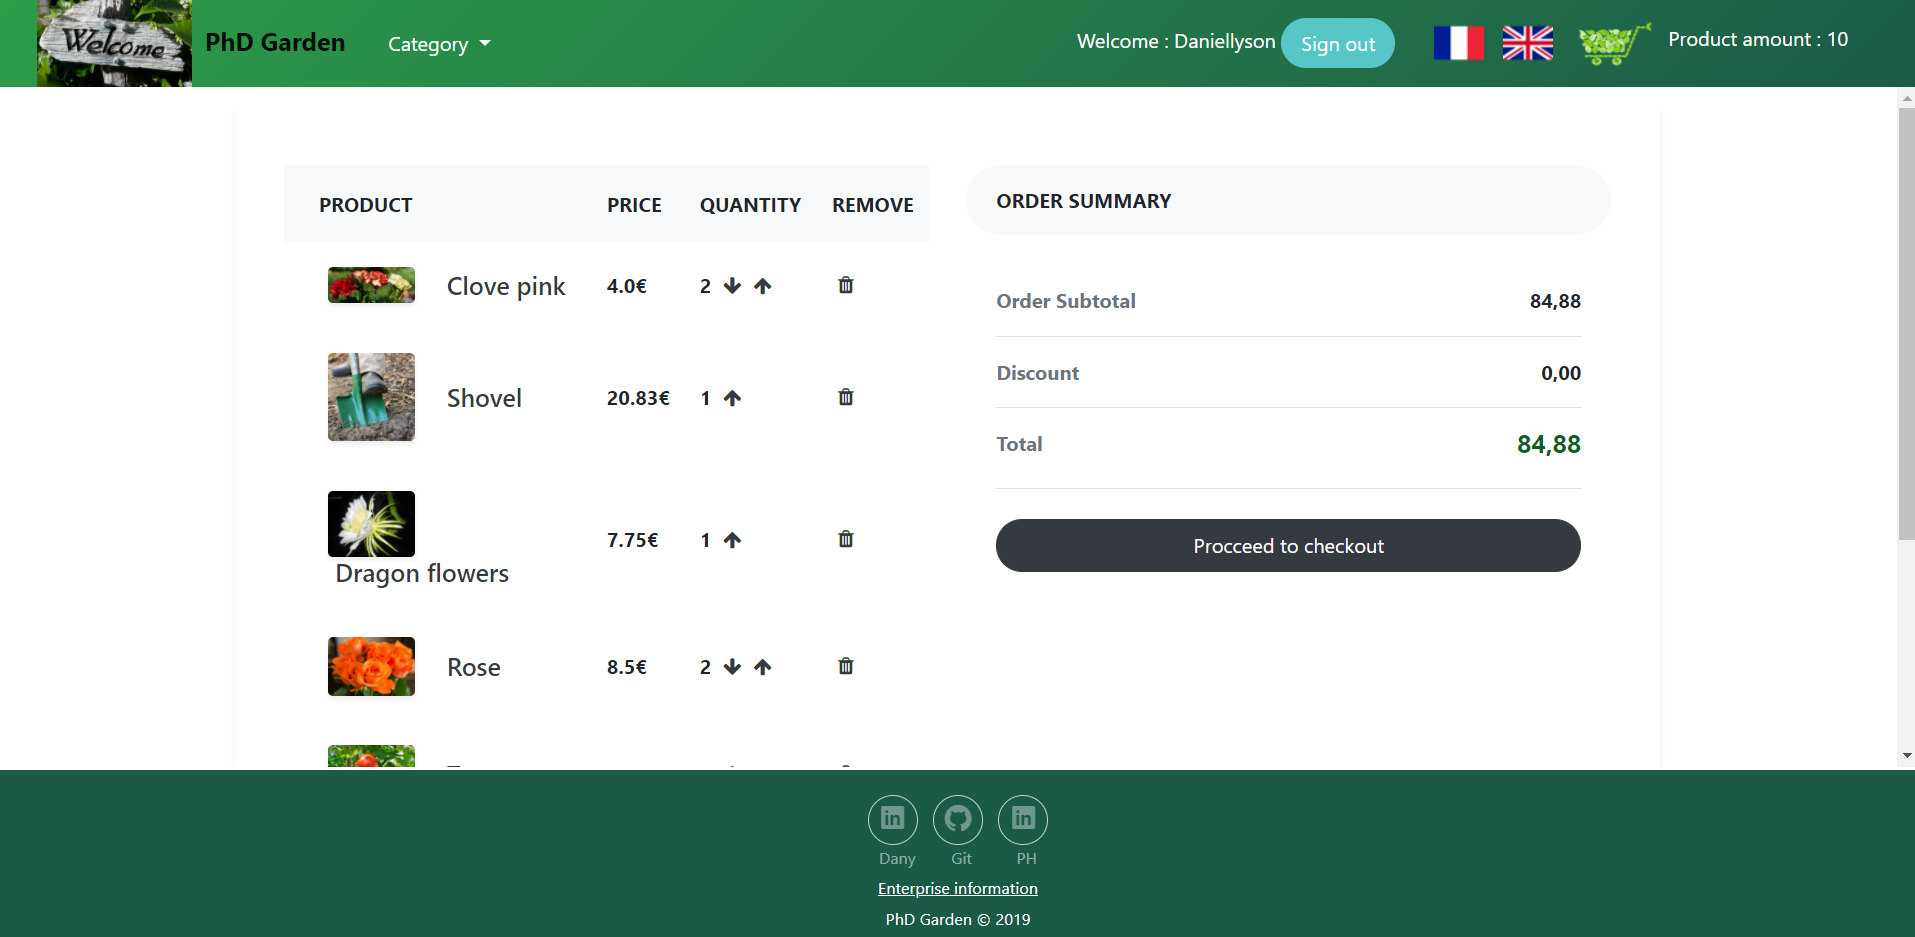 Welcome
PhD Garden
Category
Welcome : Daniellyson
Sign out
Product amount : 10
PRODUCT PRICE QUANTITY REMOVE
Clove pink 4.0€ 2
Shovel 20.83€ 1
7.75€ 1
Dragon flowers
Rose 8.5€ 2
ORDER SUMMARY
Order Subtotal 84,88
Discount 0,00
Total 84,88
Procceed to checkout
in in
Dany Git PH
Enterprise information
PhD Garden © 2019